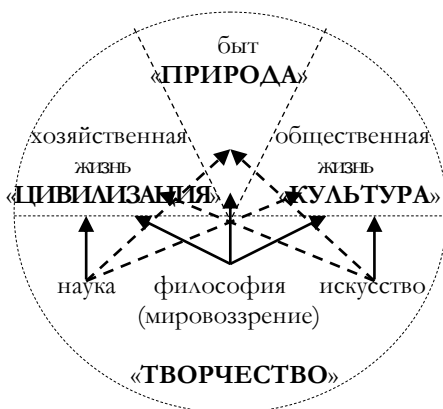 быт
«ПРИРОДА»
хозяйственная общественная
жизнь жизнь
«ЦИВИЛИЗАЦИЯ» «КУЛЬТУРА»
наука философия искусство
(мировоззрение)
«ТВОРЧЕСТВО»